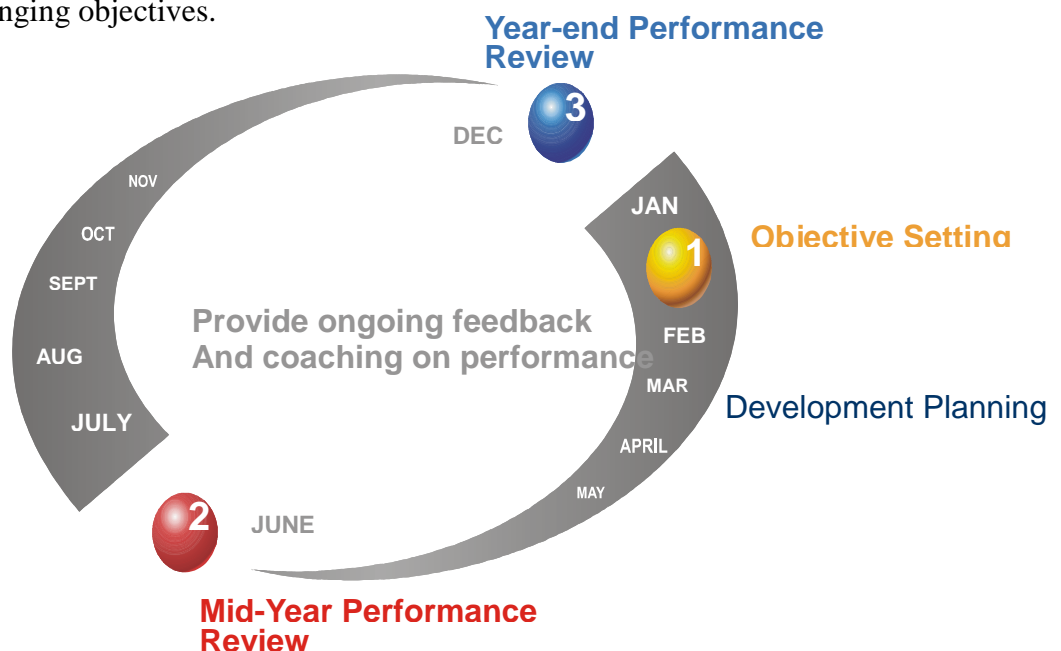 nging objectives.
Year-end Performance
Review
3
DEC
JAN
1
Objective Setting
FEB
MAR
Development Planning
APRIL
MAY
Provide ongoing feedback
And coaching on performance
NOV
OCT
SEPT
AUG
JULY
2
JUNE
Mid-Year Performance
Review